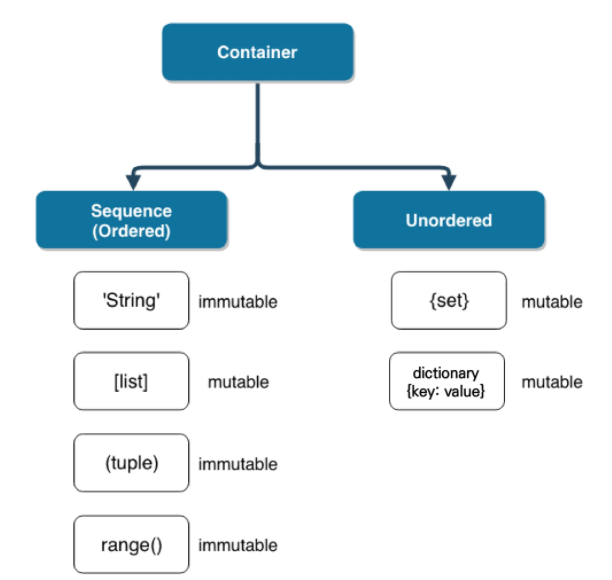 Container
Sequence
(Ordered)
Unordered
'String'
immutable
{set}
mutable
[list]
mutable
dictionary
{key: value}
mutable
(tuple)
immutable
range()
immutable